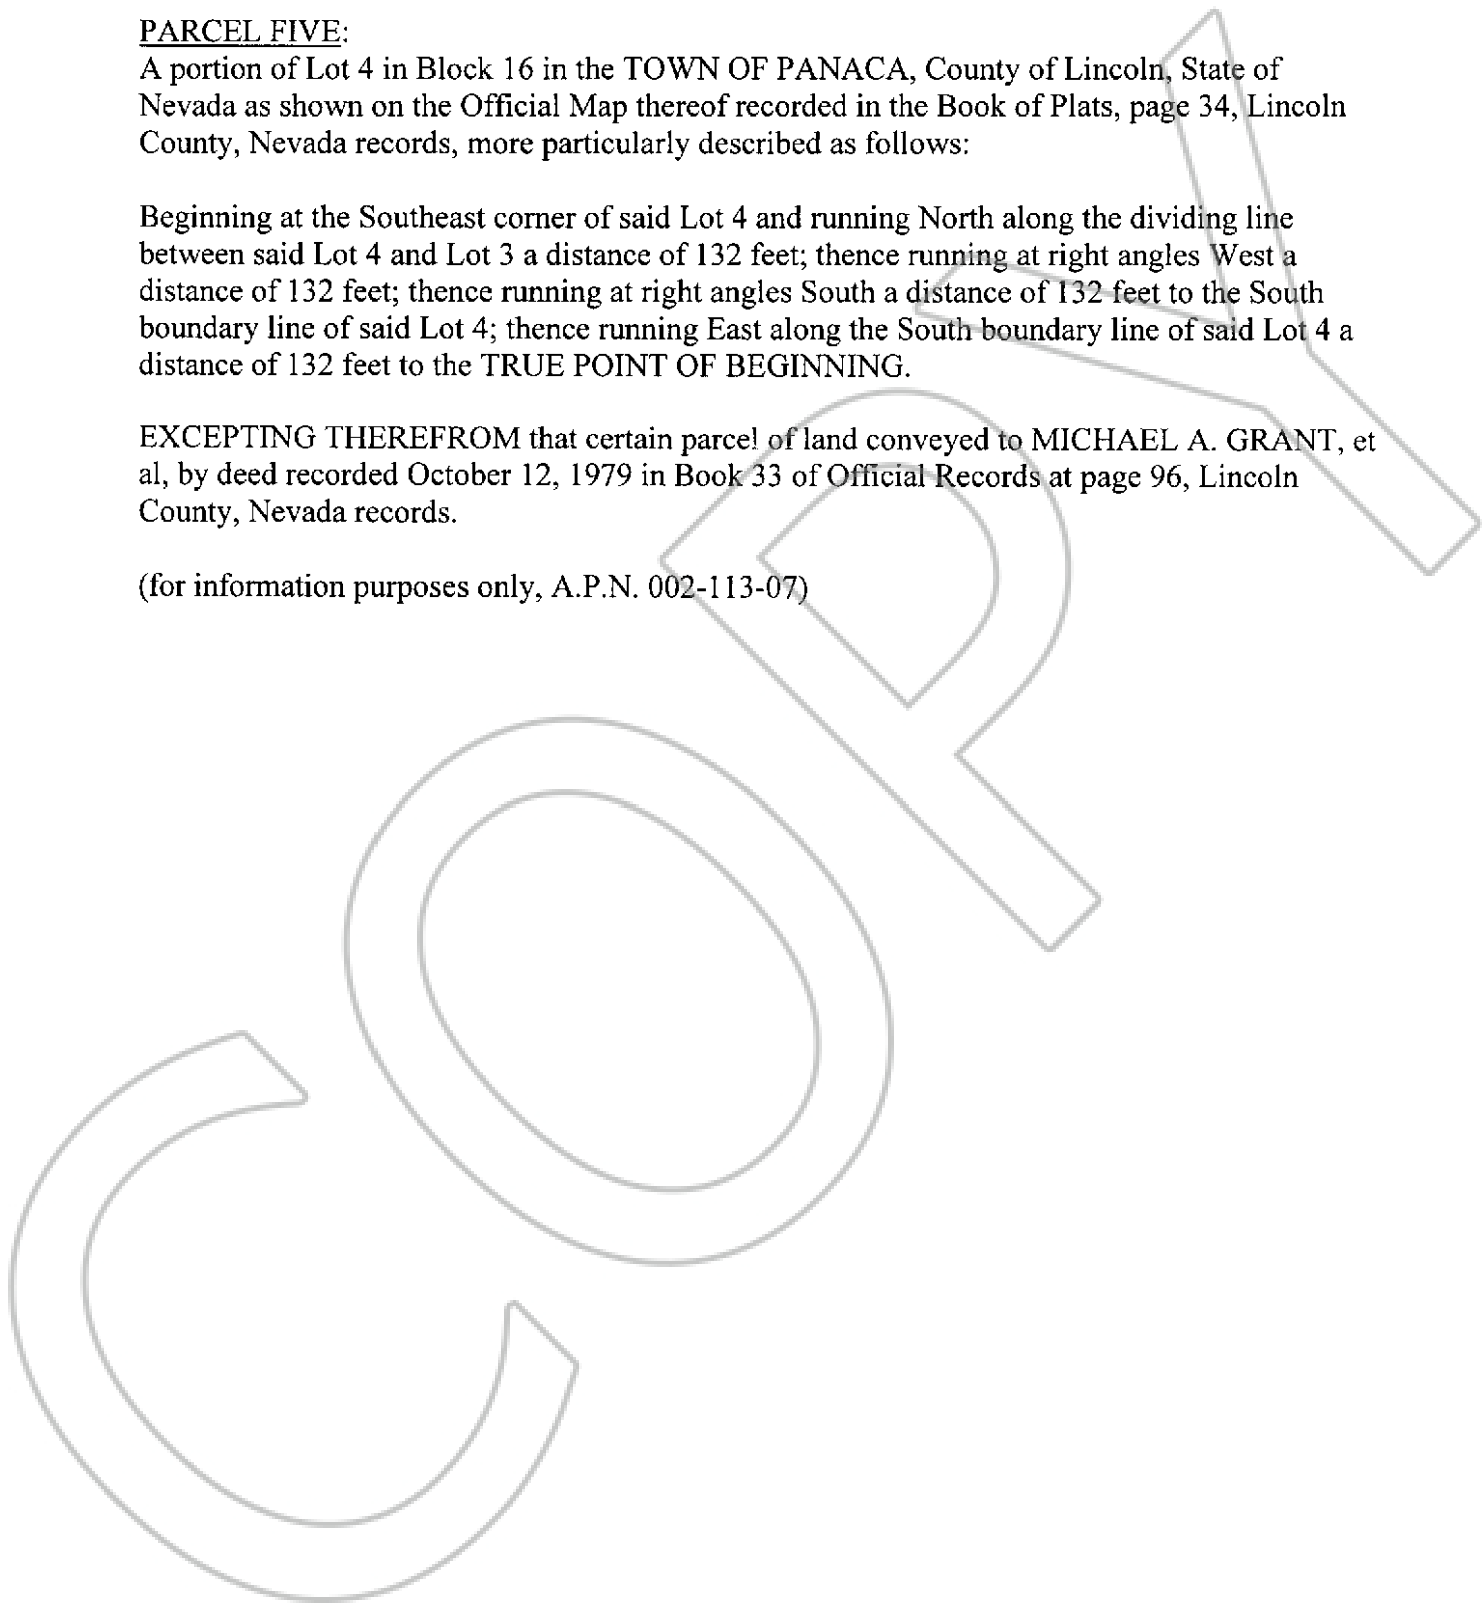 PARCEL FIVE:
A portion of Lot 4 in Block 16 in the TOWN OF PANACA, County of Lincoln, State of
Nevada as shown on the Official Map thereof recorded in the Book of Plats, page 34, Lincoln
County, Nevada records, more particularly described as follows:
Beginning at the Southeast corner of said Lot 4 and running North along the dividing line
between said Lot 4 and Lot 3 a distance of 132 feet; thence running at right angles West a
distance of 132 feet; thence running at right angles South a distance of 132 feet to the South
boundary line of said Lot 4; thence running East along the South boundary line of said Lot 4 a
distance of 132 feet to the TRUE POINT OF BEGINNING.
EXCEPTING THEREFROM that certain parcel of land conveyed to MICHAEL A. GRANT, et
al, by deed recorded October 12, 1979 in Book 33 of Official Records at page 96, Lincoln
County, Nevada records.
(for information purposes only, A.P.N. 002-113-07)
COPY